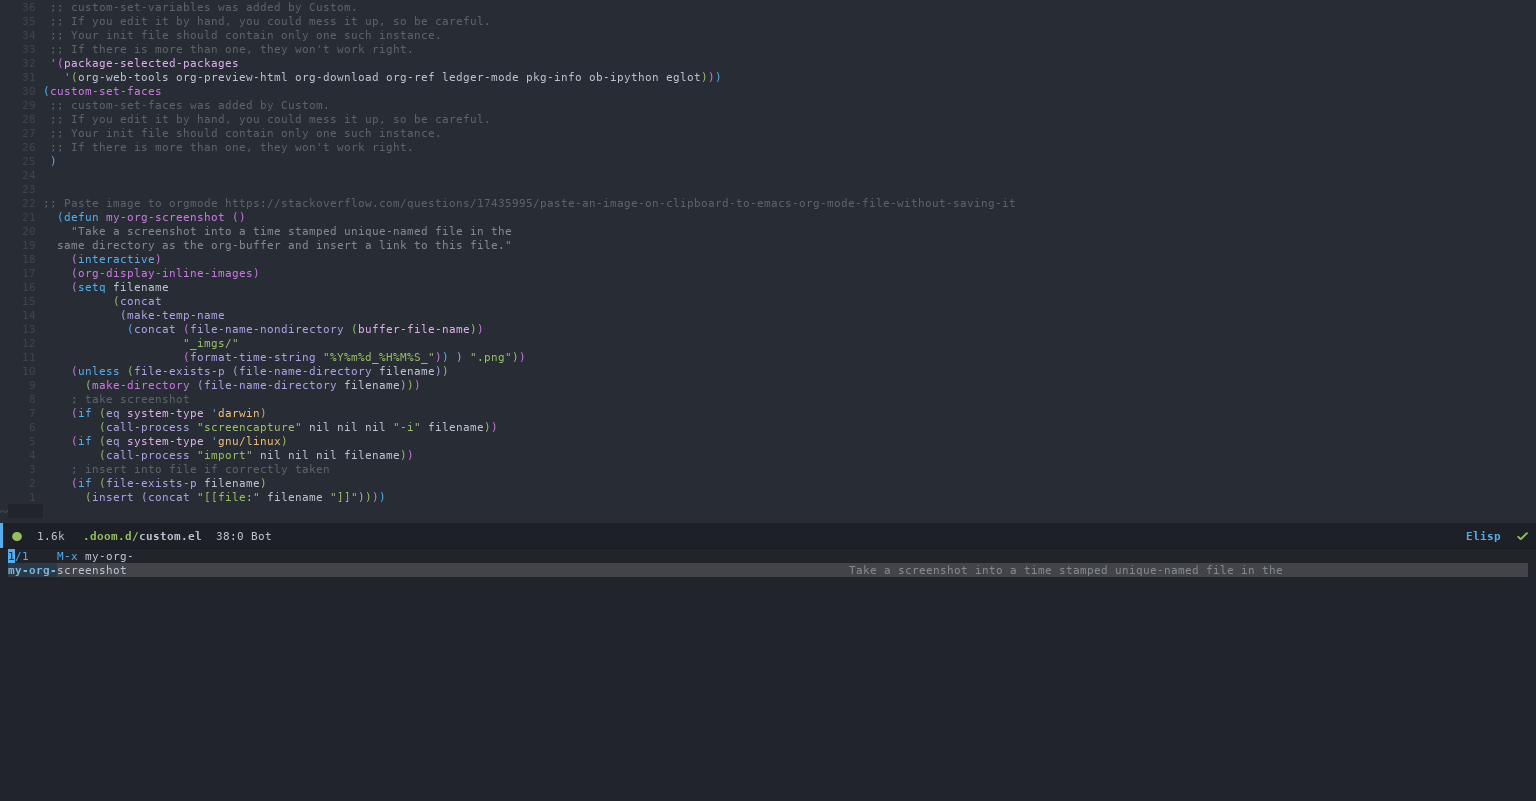 36  ;; custom-set-variables was added by Custom.
35  ;; If you edit it by hand, you could mess it up, so be careful.
34  ;; Your init file should contain only one such instance.
33  ;; If there is more than one, they won't work right.
32  '(package-selected-packages
31    '(org-web-tools org-preview-html org-download org-ref ledger-mode pkg-info ob-ipython eglot)))
30 (custom-set-faces
29  ;; custom-set-faces was added by Custom.
28  ;; If you edit it by hand, you could mess it up, so be careful.
27  ;; Your init file should contain only one such instance.
26  ;; If there is more than one, they won't work right.
25  )
24
23
22 ;; Paste image to orgmode https://stackoverflow.com/questions/17435995/paste-an-image-on-clipboard-to-emacs-org-mode-file-without-saving-it
21   (defun my-org-screenshot ()
20     "Take a screenshot into a time stamped unique-named file in the
19   same directory as the org-buffer and insert a link to this file."
18     (interactive)
17     (org-display-inline-images)
16     (setq filename
15           (concat
14            (make-temp-name
13             (concat (file-name-nondirectory (buffer-file-name))
12                     "_imgs/"
11                     (format-time-string "%Y%m%d_%H%M%S_")) ) ".png"))
10     (unless (file-exists-p (file-name-directory filename))
9       (make-directory (file-name-directory filename)))
8     ; take screenshot
7     (if (eq system-type 'darwin)
6         (call-process "screencapture" nil nil nil "-i" filename))
5     (if (eq system-type 'gnu/linux)
4         (call-process "import" nil nil nil filename))
3     ; insert into file if correctly taken
2     (if (file-exists-p filename)
1       (insert (concat "[[file:" filename "]]"))))
~
1.6k .doom.d/custom.el 38:0 Bot Elisp
1/1 M-x my-org-
my-org-screenshot Take a screenshot into a time stamped unique-named file in the